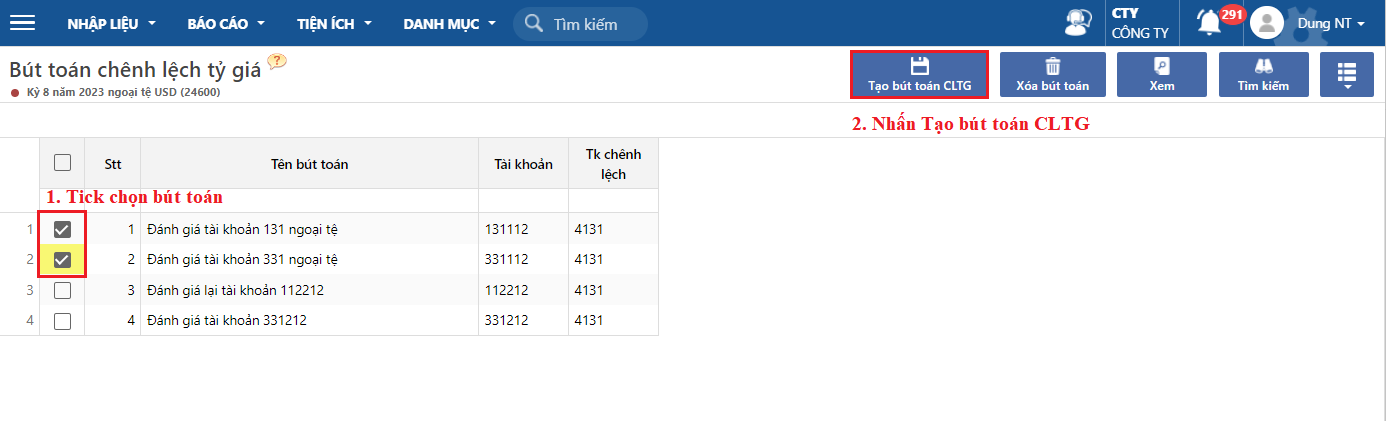 NHẬP LIỆU BÁO CÁO TIỆN ÍCH DANH MỤC Tìm kiếm CTY 291 Dung NT
CÔNG TY
Bút toán chênh lệch tỷ giá ?
Kỳ 8 năm 2023 ngoại tệ USD (24600)
Tạo bút toán CLTG Xóa bút toán Xem Tìm kiếm
2. Nhấn Tạo bút toán CLTG
Stt Tên bút toán Tài khoản Tk chênh
lệch
1. Tick chọn bút toán
1 1 Đánh giá tài khoản 131 ngoại tệ 131112 4131
2 2 Đánh giá tài khoản 331 ngoại tệ 331112 4131
3 3 Đánh giá lại tài khoản 112212 112212 4131
4 4 Đánh giá tài khoản 331212 331212 4131